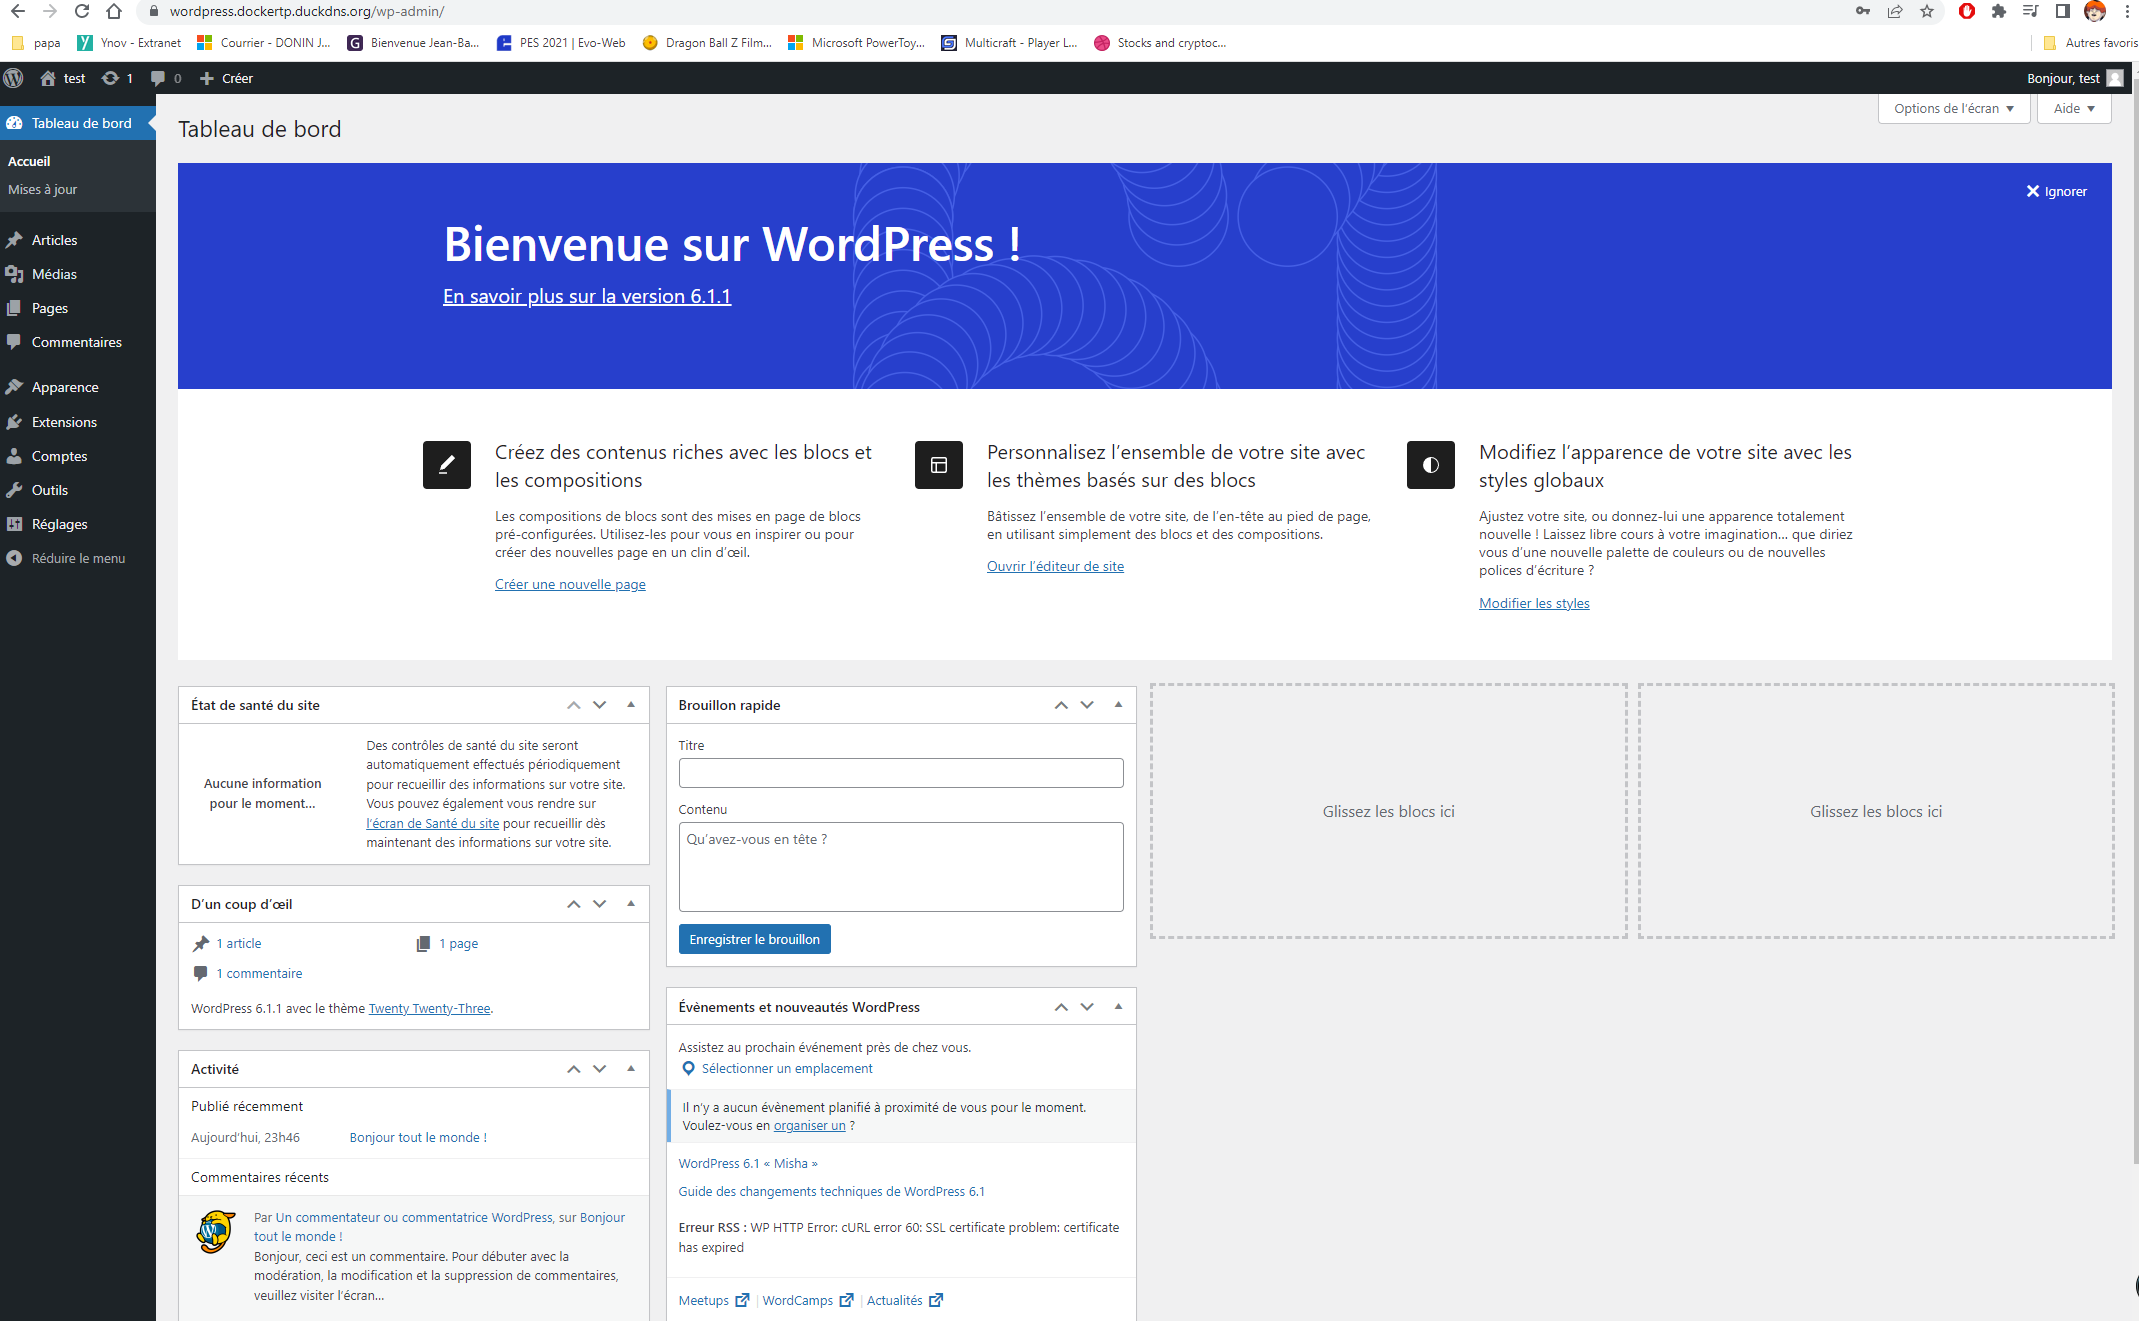 wordpress.dockertp.duckdns.org/wp-admin/
papa
Ynov - Extranet
Courrier - DONIN J...
Bienvenue Jean-Ba...
PES 2021 | Evo-Web
Dragon Ball Z Film...
Microsoft PowerToy...
Multicraft - Player L...
Stocks and cryptoc...
Autres favoris
test
1
0
Créer
Bonjour, test
Tableau de bord
Accueil
Mises à jour
Articles
Médias
Pages
Commentaires
Apparence
Extensions
Comptes
Outils
Réglages
Réduire le menu
Options de l’écran
Aide
Tableau de bord
Ignorer
Bienvenue sur WordPress !
En savoir plus sur la version 6.1.1
Créez des contenus riches avec les blocs et
les compositions
Les compositions de blocs sont des mises en page de blocs
pré-configurées. Utilisez-les pour vous en inspirer ou pour
créer des nouvelles page en un clin d’œil.
Créer une nouvelle page
Personnalisez l’ensemble de votre site avec
les thèmes basés sur des blocs
Bâtissez l’ensemble de votre site, de l’en-tête au pied de page,
en utilisant simplement des blocs et des compositions.
Ouvrir l’éditeur de site
Modifiez l’apparence de votre site avec les
styles globaux
Ajustez votre site, ou donnez-lui une apparence totalement
nouvelle ! Laissez libre cours à votre imagination... que diriez
vous d’une nouvelle palette de couleurs ou de nouvelles
polices d’écriture ?
Modifier les styles
État de santé du site
Aucune information
pour le moment…
Des contrôles de santé du site seront
automatiquement effectués périodiquement
pour recueillir des informations sur votre site.
Vous pouvez également vous rendre sur
l’écran de Santé du site pour recueillir dès
maintenant des informations sur votre site.
D’un coup d’œil
1 article
1 page
1 commentaire
WordPress 6.1.1 avec le thème Twenty Twenty-Three.
Activité
Publié récemment
Aujourd’hui, 23h46
Bonjour tout le monde !
Commentaires récents
Par Un commentateur ou commentatrice WordPress, sur Bonjour
tout le monde !
Bonjour, ceci est un commentaire. Pour débuter avec la
modération, la modification et la suppression de commentaires,
veuillez visiter l’écran…
Brouillon rapide
Titre
Contenu
Qu’avez-vous en tête ?
Enregistrer le brouillon
Évènements et nouveautés WordPress
Assistez au prochain événement près de chez vous.
Sélectionner un emplacement
Il n’y a aucun évènement planifié à proximité de vous pour le moment.
Voulez-vous en organiser un ?
WordPress 6.1 « Misha »
Guide des changements techniques de WordPress 6.1
Erreur RSS : WP HTTP Error: cURL error 60: SSL certificate problem: certificate
has expired
Meetups | WordCamps | Actualités
Glissez les blocs ici
Glissez les blocs ici